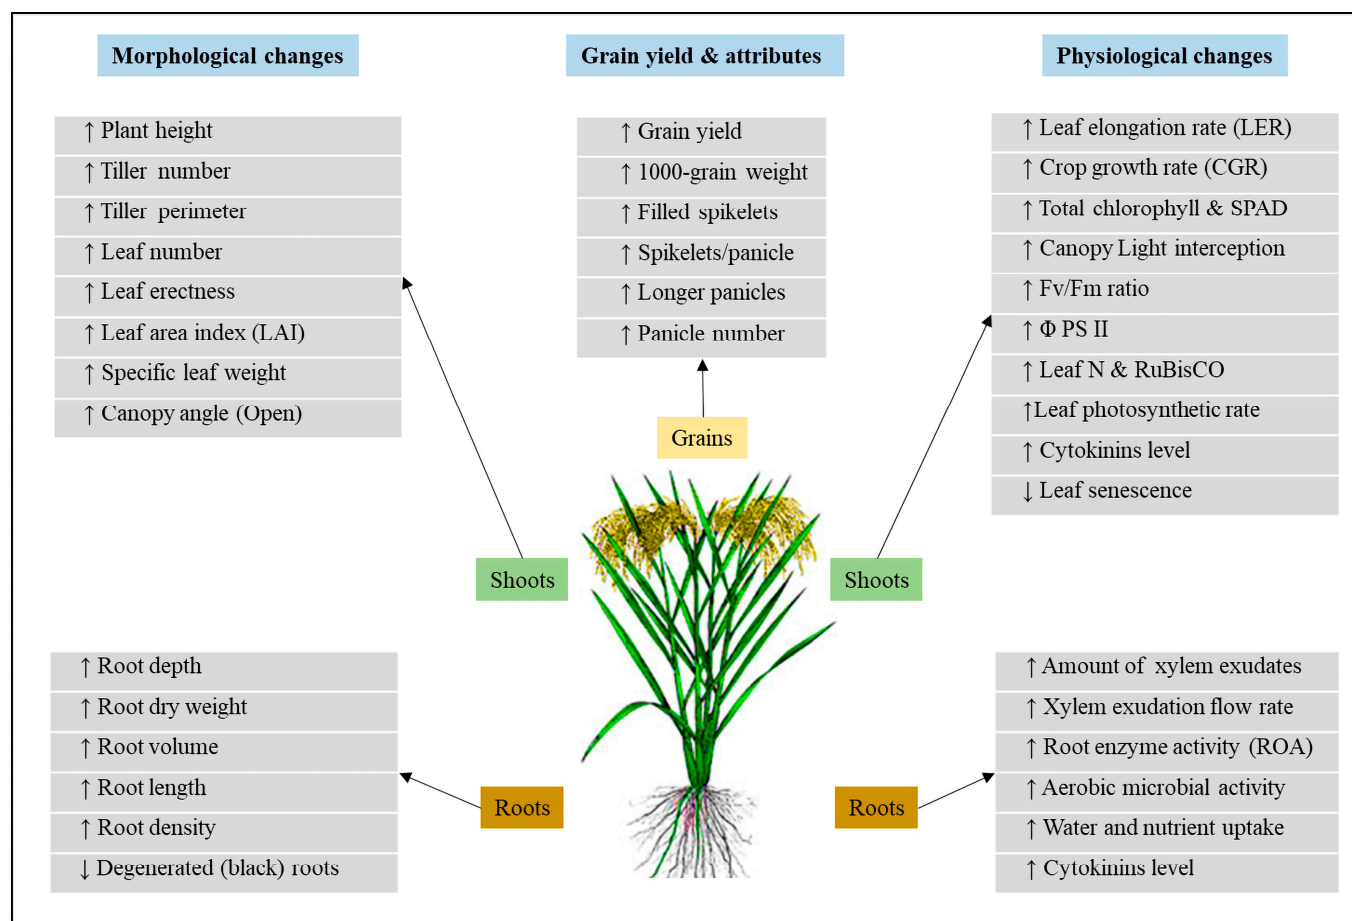 Morphological changes
↑ Plant height
↑ Tiller number
↑ Tiller perimeter
↑ Leaf number
↑ Leaf erectness
↑ Leaf area index (LAI)
↑ Specific leaf weight
↑ Canopy angle (Open)
Grain yield & attributes
↑ Grain yield
↑ 1000-grain weight
↑ Filled spikelets
↑ Spikelets/panicle
↑ Longer panicles
↑ Panicle number
Grains
Physiological changes
↑ Leaf elongation rate (LER)
↑ Crop growth rate (CGR)
↑ Total chlorophyll & SPAD
↑ Canopy Light interception
↑ Fv/Fm ratio
↑ Φ PS II
↑ Leaf N & RuBisCO
↑Leaf photosynthetic rate
↑ Cytokinins level
↓ Leaf senescence
Shoots
Shoots
↑ Root depth
↑ Root dry weight
↑ Root volume
↑ Root length
↑ Root density
↓ Degenerated (black) roots
Roots
Roots
↑ Amount of xylem exudates
↑ Xylem exudation flow rate
↑ Root enzyme activity (ROA)
↑ Aerobic microbial activity
↑ Water and nutrient uptake
↑ Cytokinins level